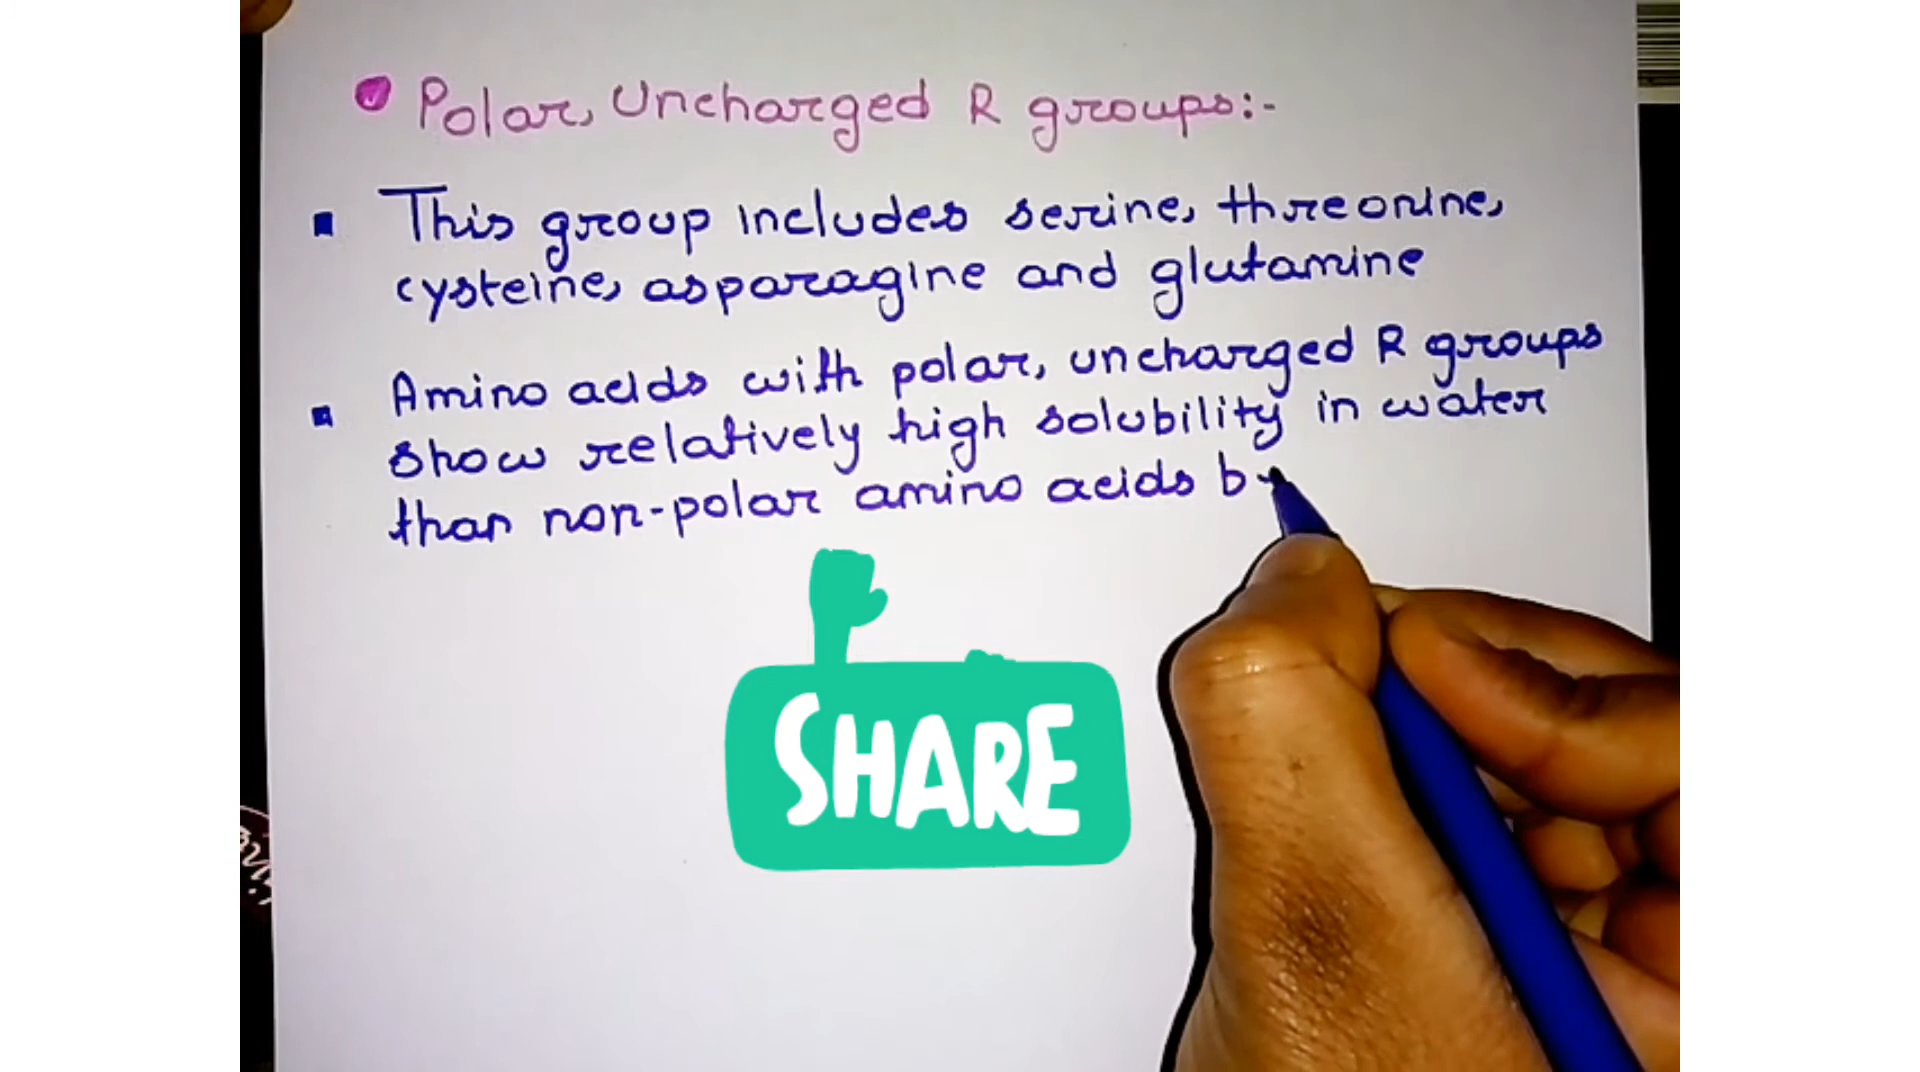 Polar, Uncharged R groups:-
This group includes serine, threonine,
cysteine, asparagine and glutamine
Amino acids with polar, uncharged R groups
show relatively high solubility in water
than non-polar amino acids
SHARE